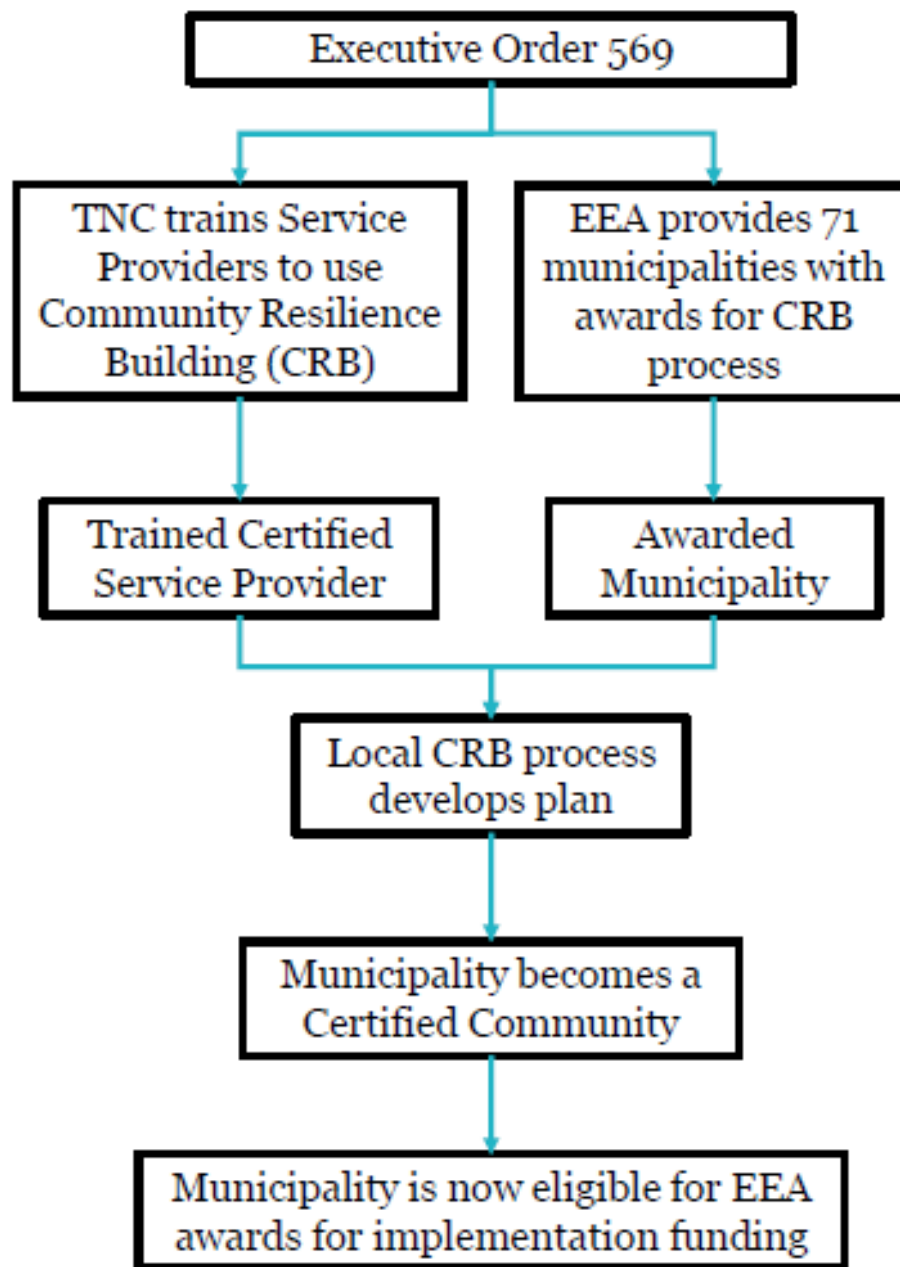 Executive Order 569
TNC trains Service
Providers to use
Community Resilience
Building (CRB)
EEA provides 71
municipalities with
awards for CRB
process
Trained Certified
Service Provider
Awarded
Municipality
Local CRB process
develops plan
Municipality becomes a
Certified Community
Municipality is now eligible for EEA
awards for implementation funding